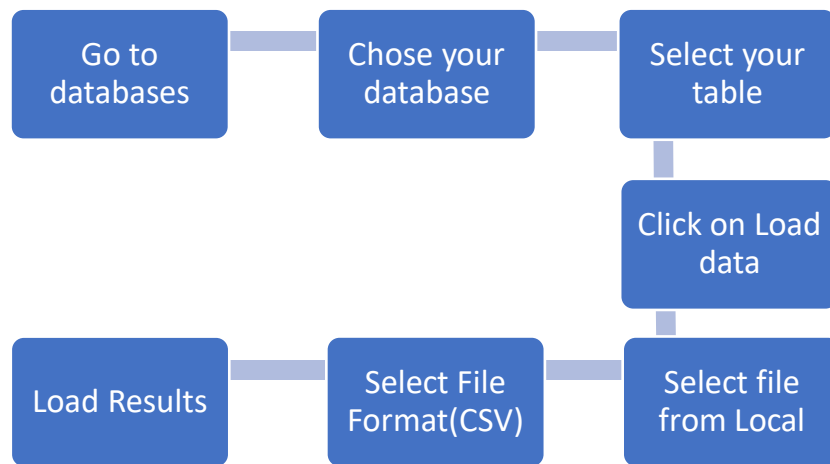 Go to
databases
Chose your
database
Select your
table
Click on Load
data
Select file
from Local
Select File
Format(CSV)
Load Results